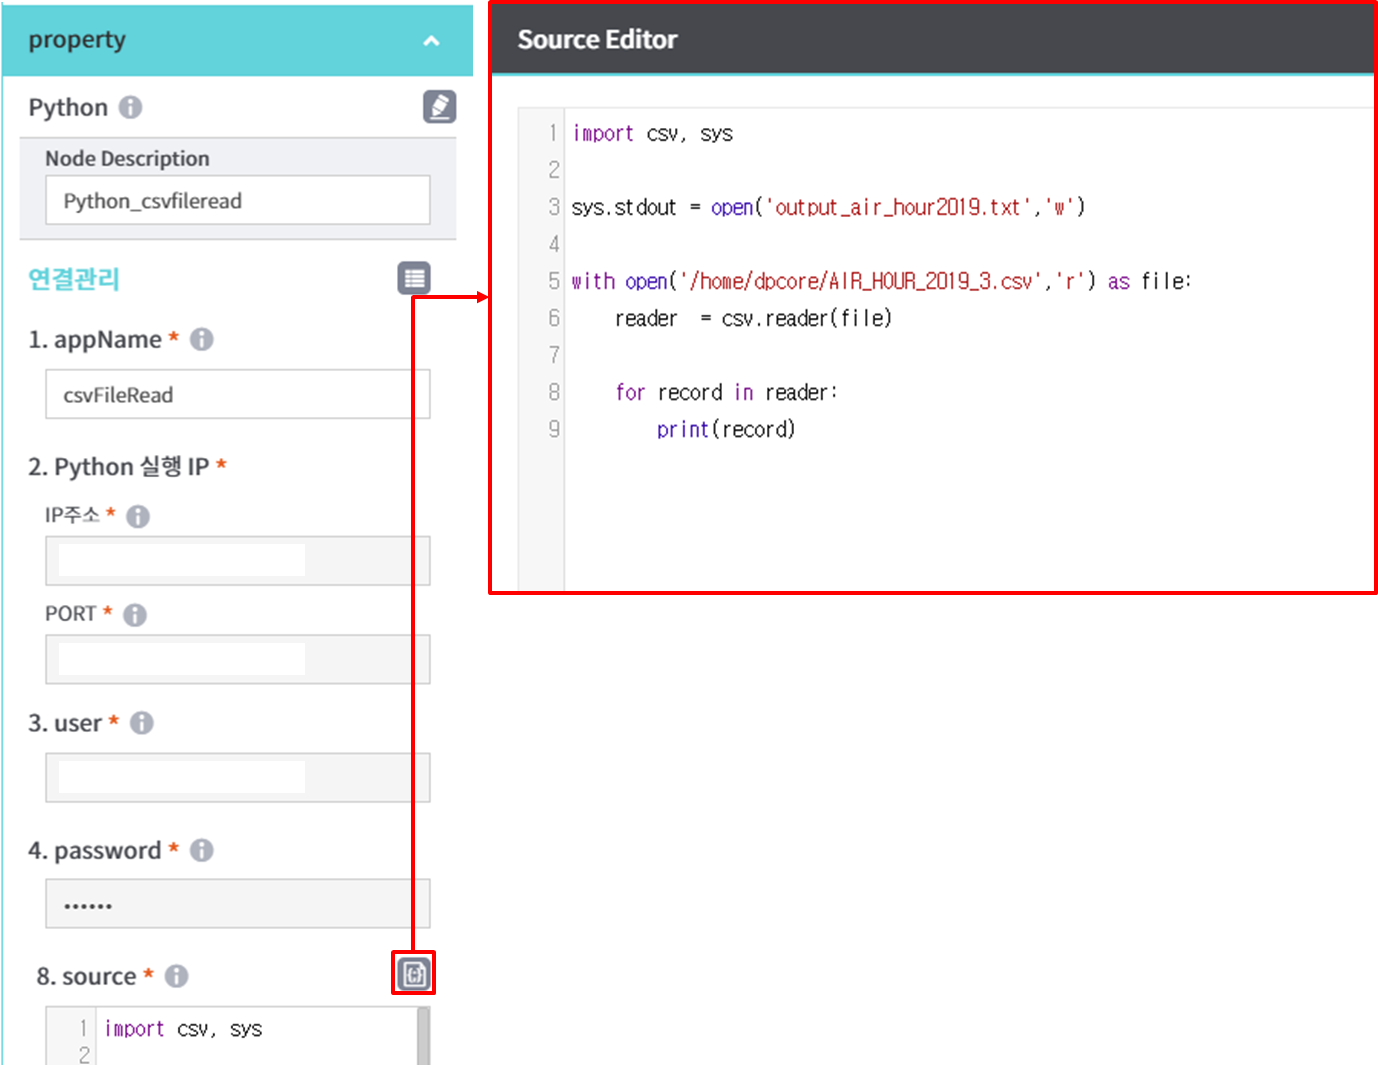 property
Python
Node Description
Python_csvfileread
연결관리
1. appName *
csvFileRead
2. Python 실행 IP *
IP주소 *
PORT *
3. user *
4. password *
••••••
8. source *
1 import csv, sys
2
Source Editor
1 import csv, sys
2
3 sys.stdout = open('output_air_hour2019.txt','w')
4
5 with open('/home/dpcore/AIR_HOUR_2019_3.csv','r') as file:
6     reader  = csv.reader(file)
7
8     for record in reader:
9         print(record)